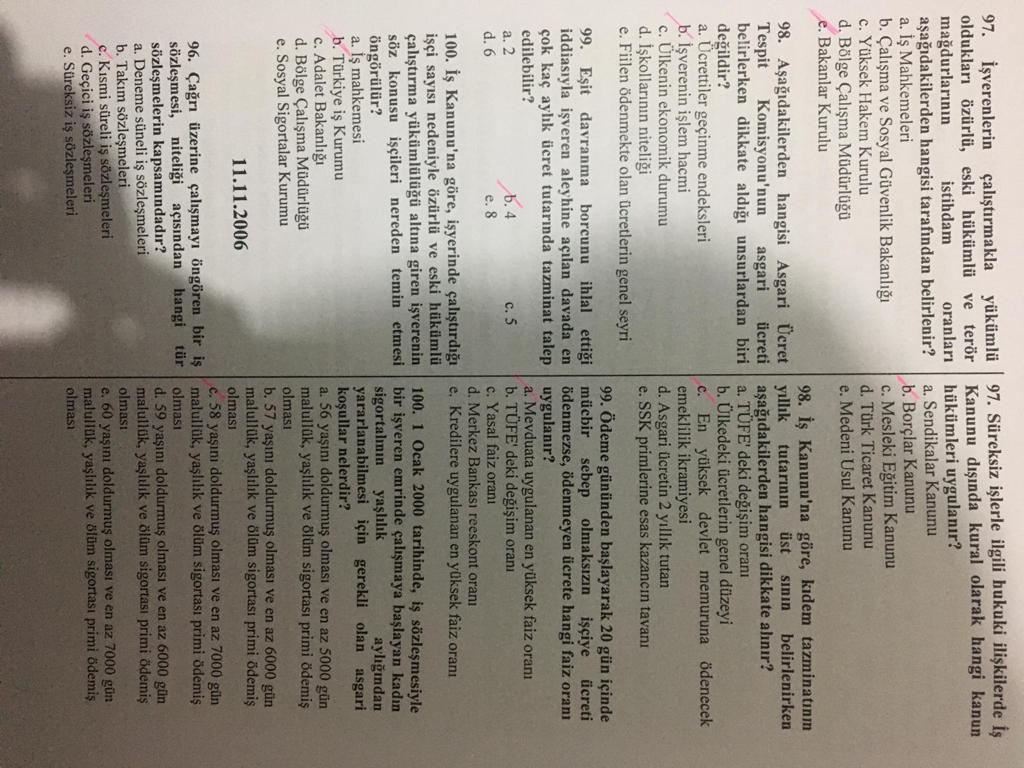 97. İşverenlerin çalıştırmakla yükümlü
oldukları özürlü, eski hükümlü ve terör
mağdurlarının istihdam oranları
aşağıdakilerden hangisi tarafından belirlenir?
a. İş Mahkemeleri
b. Çalışma ve Sosyal Güvenlik Bakanlığı
c. Yüksek Hakem Kurulu
d. Bölge Çalışma Müdürlüğü
e. Bakanlar Kurulu
98. Aşağıdakilerden hangisi Asgari Ücret
Tespit Komisyonu'nun asgari ücreti
belirlerken dikkate aldığı unsurlardan biri
değildir?
a. Ücretliler geçinme endeksleri
b. İşverenin işlem hacmi
c. Ülkenin ekonomik durumu
d. İşkollarının niteliği
e. Fiilen ödenmekte olan ücretlerin genel seyri
99. Eşit davranma borcunu ihlal ettiği
iddiasıyla işveren aleyhine açılan davada en
çok kaç aylık ücret tutarında tazminat talep
edilebilir?
a. 2 b. 4 c. 5
d. 6 e. 8
100. İş Kanunu'na göre, işyerinde çalıştırdığı
işçi sayısı nedeniyle özürlü ve eski hükümlü
çalıştırma yükümlülüğü altına giren işverenin
söz konusu işçileri nereden temin etmesi
öngörülür?
a. İş mahkemesi
b. Türkiye iş Kurumu
c. Adalet Bakanlığı
d. Bölge Çalışma Müdürlüğü
e. Sosyal Sigortalar Kurumu
11.11.2006
96. Çağrı üzerine çalışmayı öngören bir iş
sözleşmesi, niteliği açısından hangi tür
sözleşmelerin kapsamındadır?
a. Deneme süneli iş sözleşmeleri
b. Takım sözleşmeleri
c. Kısmi süreli iş sözleşmeleri
d. Geçici iş sözleşmeleri
e. Süreksiz iş sözleşmeleri
97. Süreksiz işlerle ilgili hukuki ilişkilerde İş
Kanunu dışında kural olarak hangi kanun
hükümleri uygulanır?
a. Sendikalar Kanunu
b. Borçlar Kanunu
c. Mesleki Eğitim Kanunu
d. Türk Ticaret Kanunu
e. Medeni Usul Kanunu
98. İş Kanunu'na göre, kıdem tazminatının
yıllık tutarının üst sının belirlenirken
aşağıdakilerden hangisi dikkate alınır?
a. TÜFE' deki değişim oranı
b. Ülkedeki ücretlerin genel düzeyi
c. En yüksek devlet memuruna ödenecek
emeklilik ikramiyesi
d. Asgari ücretin 2 yıllık tutan
e. SSK primlerine esas kazancın tavanı
99. Ödeme gününden başlayarak 20 gün içinde
mücbir sebep olmaksızın işçiye ücreti
ödenmezse, ödenmeyen ücrete hangi faiz oranı
uygulanır?
a. Mevduata uygulanan en yüksek faiz oranı
b. TÜFE' deki değişim oranı
c. Yasal faiz oranı
d. Merkez Bankası reeskont oranı
e. Kredilere uygulanan en yüksek faiz oranı
100. 1 Ocak 2000 tarihinde, iş sözleşmesiyle
bir işveren emrinde çalışmaya başlayan kadın
sigortalının yaşlılık aylığından
yararlanabilmesi için gerekli olan asgari
koşullar nelerdir?
a. 56 yaşını doldurmuş olması ve en az 5000 gün
malullük, yaşlılık ve ölüm sigortası primi ödemiş
olması
b. 57 yaşını doldurmuş olması ve en az 6000 gün
malullük, yaşlılık ve ölüm sigortası primi ödemiş
olması
c. 58 yaşını doldurmuş olması ve en az 7000 gün
malullük, yaşlılık ve ölüm sigortası primi ödemiş
olması
d. 59 yaşını doldurmuş olması ve en az 6000 gün
malullük, yaşlılık ve ölüm sigortası primi ödemiş
olması
e. 60 yaşını doldurmuş olması ve en az 7000 gün
malullük, yaşlılık ve ölüm sigortası primi ödemiş
olması